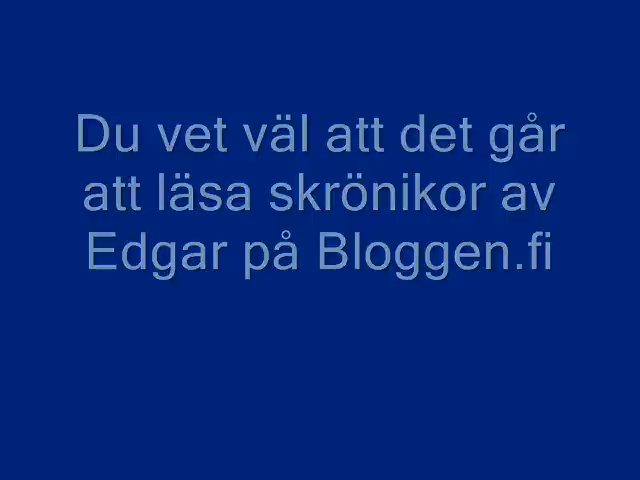 Du vet väl att det går
att läsa skrönikor av
Edgar på Bloggen.fi